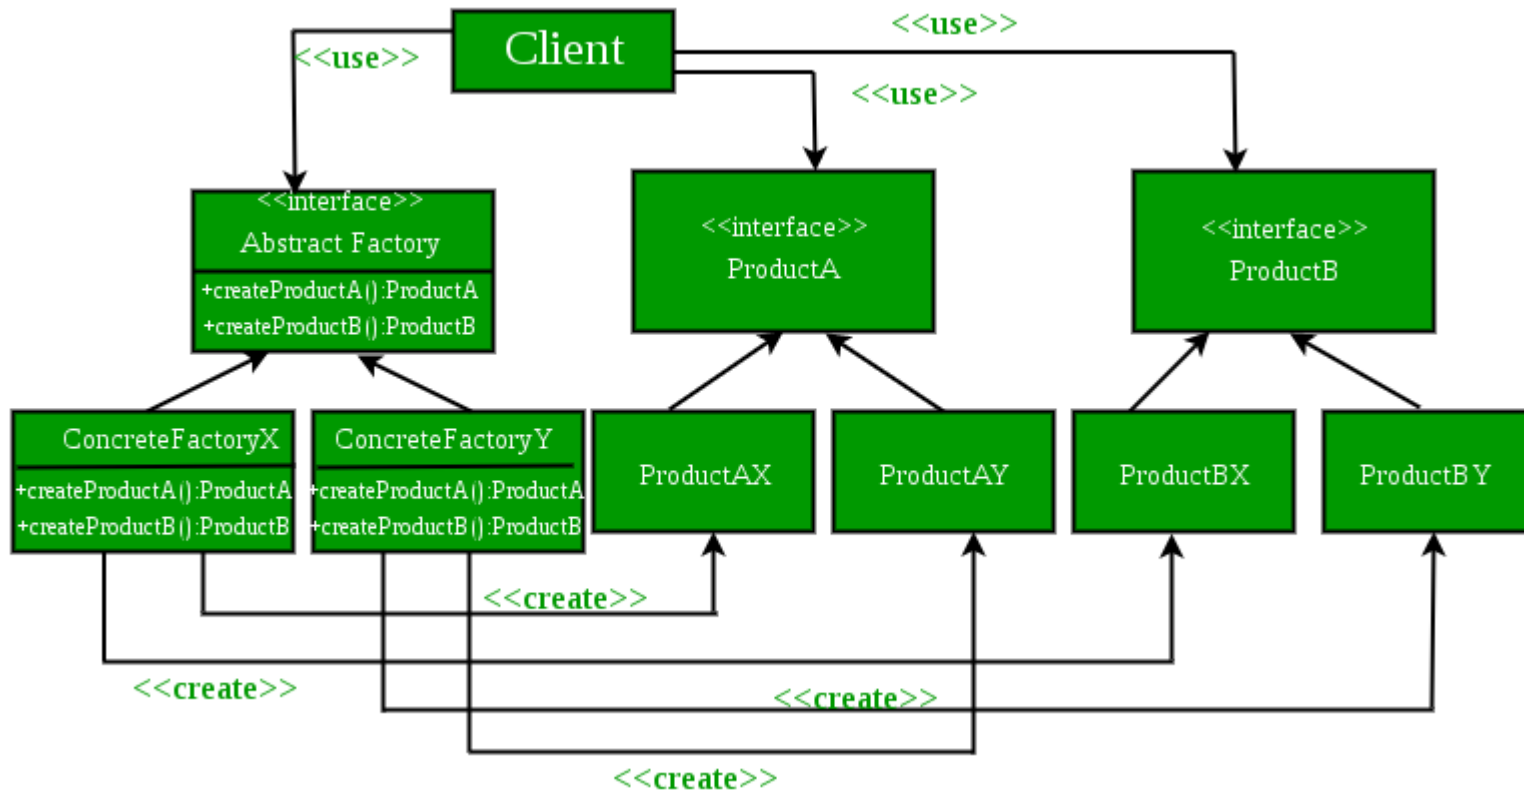 <<use>>
Client
<<use>>
<<use>>
<<interface>>
Abstract Factory
+createProductA():ProductA
+createProductB():ProductB
<<interface>>
ProductA
<<interface>>
ProductB
ConcreteFactoryX
+createProductA():ProductA
+createProductB():ProductB
ConcreteFactoryY
+createProductA():ProductA
+createProductB():ProductB
ProductAX
ProductAY
ProductBX
ProductBY
<<create>>
<<create>>
<<create>>
<<create>>